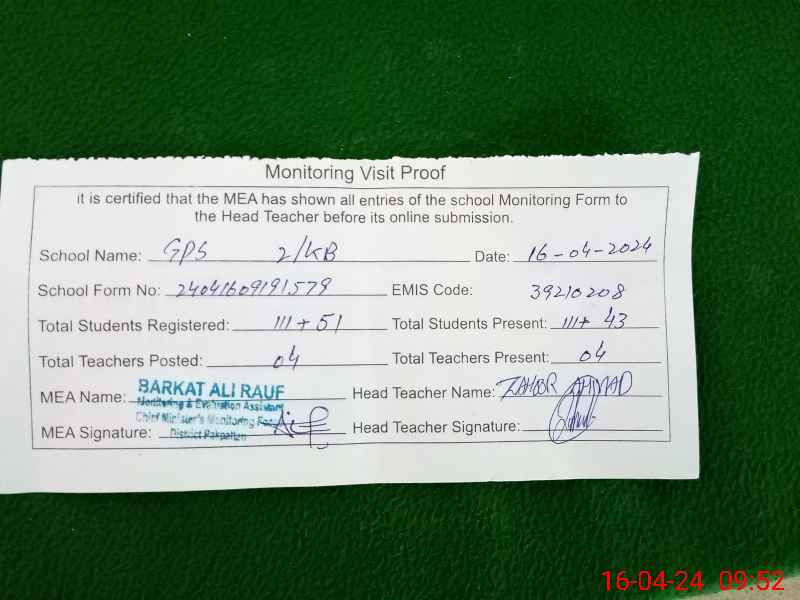 Monitoring Visit Proof
it is certified that the MEA has shown all entries of the school Monitoring Form to
the Head Teacher before its online submission.
School Name: GPS 2/KB Date: 16-04-2024
School Form No: 24041609191579 EMIS Code: 39210208
Total Students Registered: 111+51 Total Students Present: 111+ 43
Total Teachers Posted: 04 Total Teachers Present: 04
MEA Name: BARKAT ALI RAUF Head Teacher Name: ZAHOOR AHMAD
Monitoring & Evaluation Assistant
Chief Minister's Monitoring Force
District Pakpattan
MEA Signature: Head Teacher Signature:
16-04-24 09:52